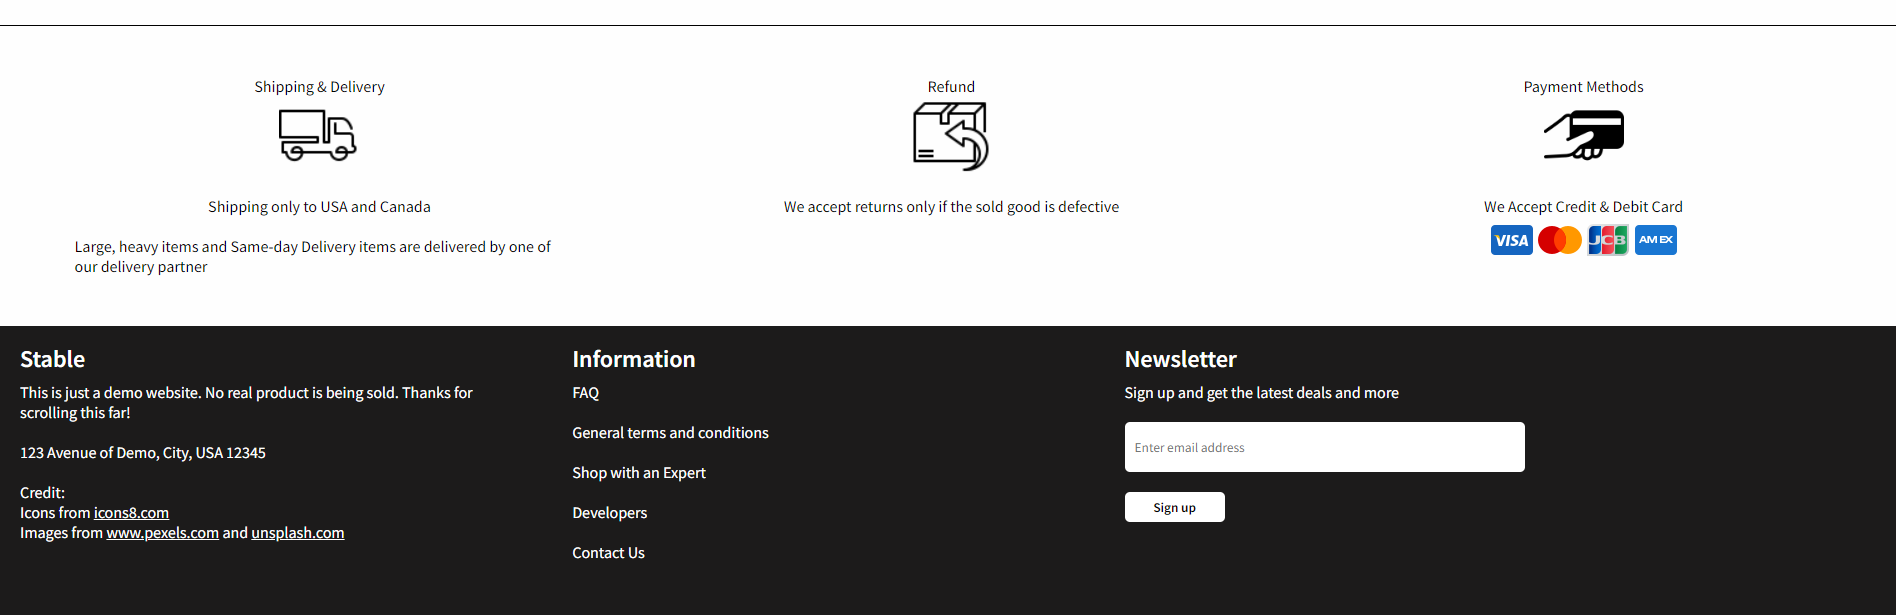 Shipping & Delivery
Shipping only to USA and Canada
Large, heavy items and Same-day Delivery items are delivered by one of
our delivery partner
Refund
We accept returns only if the sold good is defective
Payment Methods
We Accept Credit & Debit Card
VISA JCB AMEX
Stable
This is just a demo website. No real product is being sold. Thanks for
scrolling this far!
123 Avenue of Demo, City, USA 12345
Credit:
Icons from icons8.com
Images from www.pexels.com and unsplash.com
Information
FAQ
General terms and conditions
Shop with an Expert
Developers
Contact Us
Newsletter
Sign up and get the latest deals and more
Enter email address
Sign up